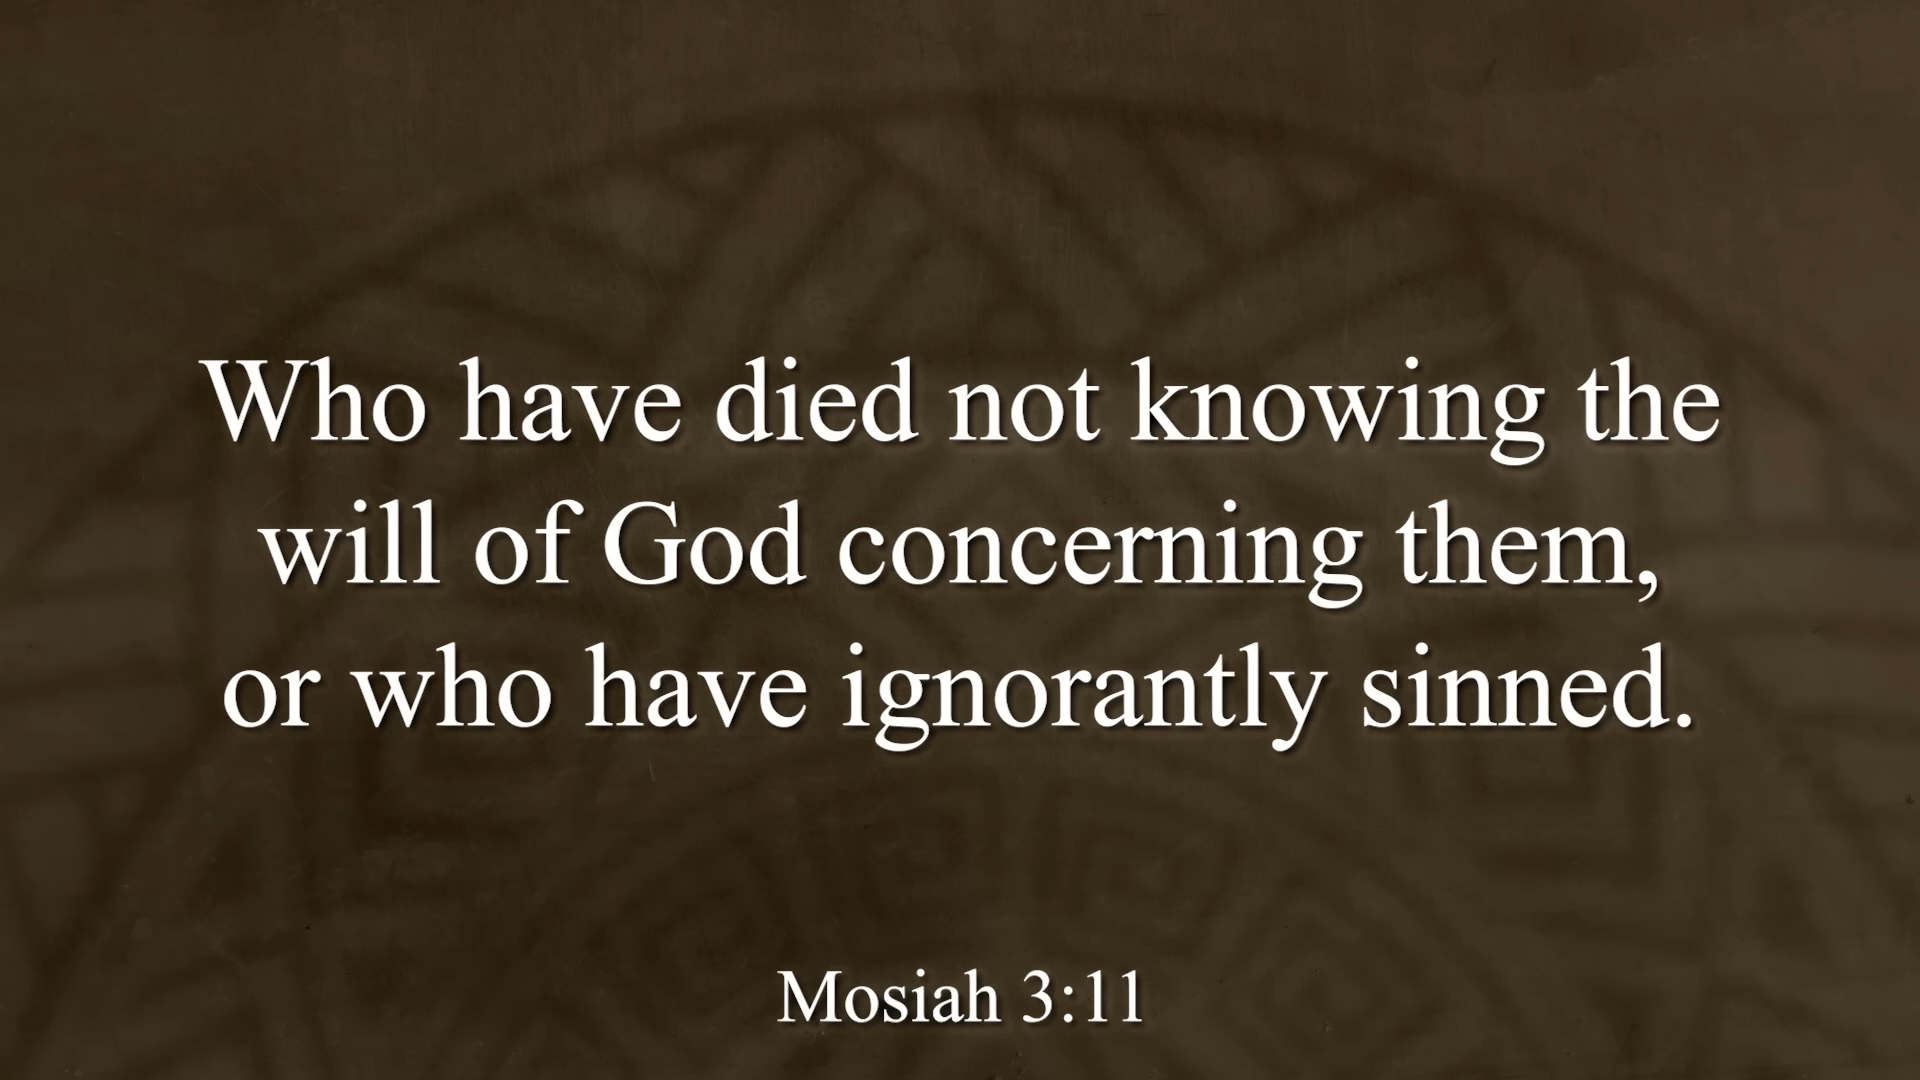 Who have died not knowing the
will of God concerning them,
or who have ignorantly sinned.
Mosiah 3:11